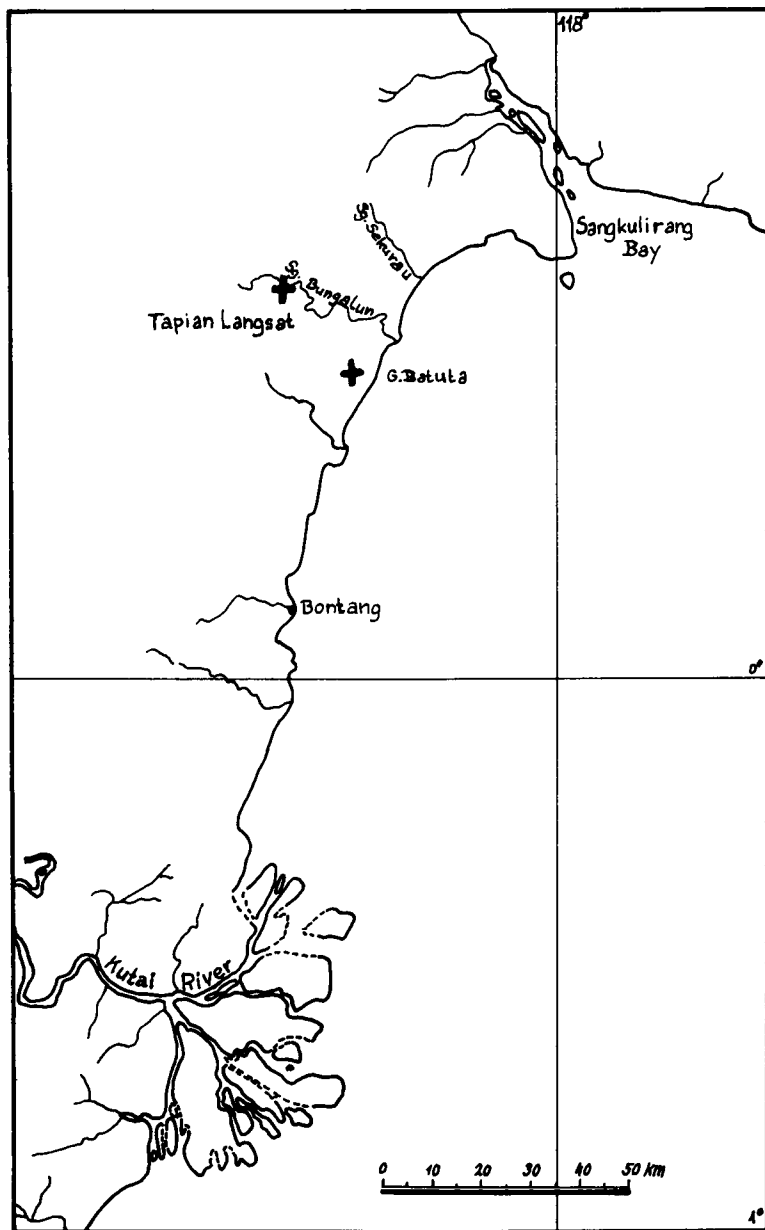 118°
Sangkulirang
Bay
Sg. Sekurau
Sg. Bungalun
Tapian Langsat
G. Batuta
Bontang
0°
Kutai River
0 10 20 30 40 50 km
1°